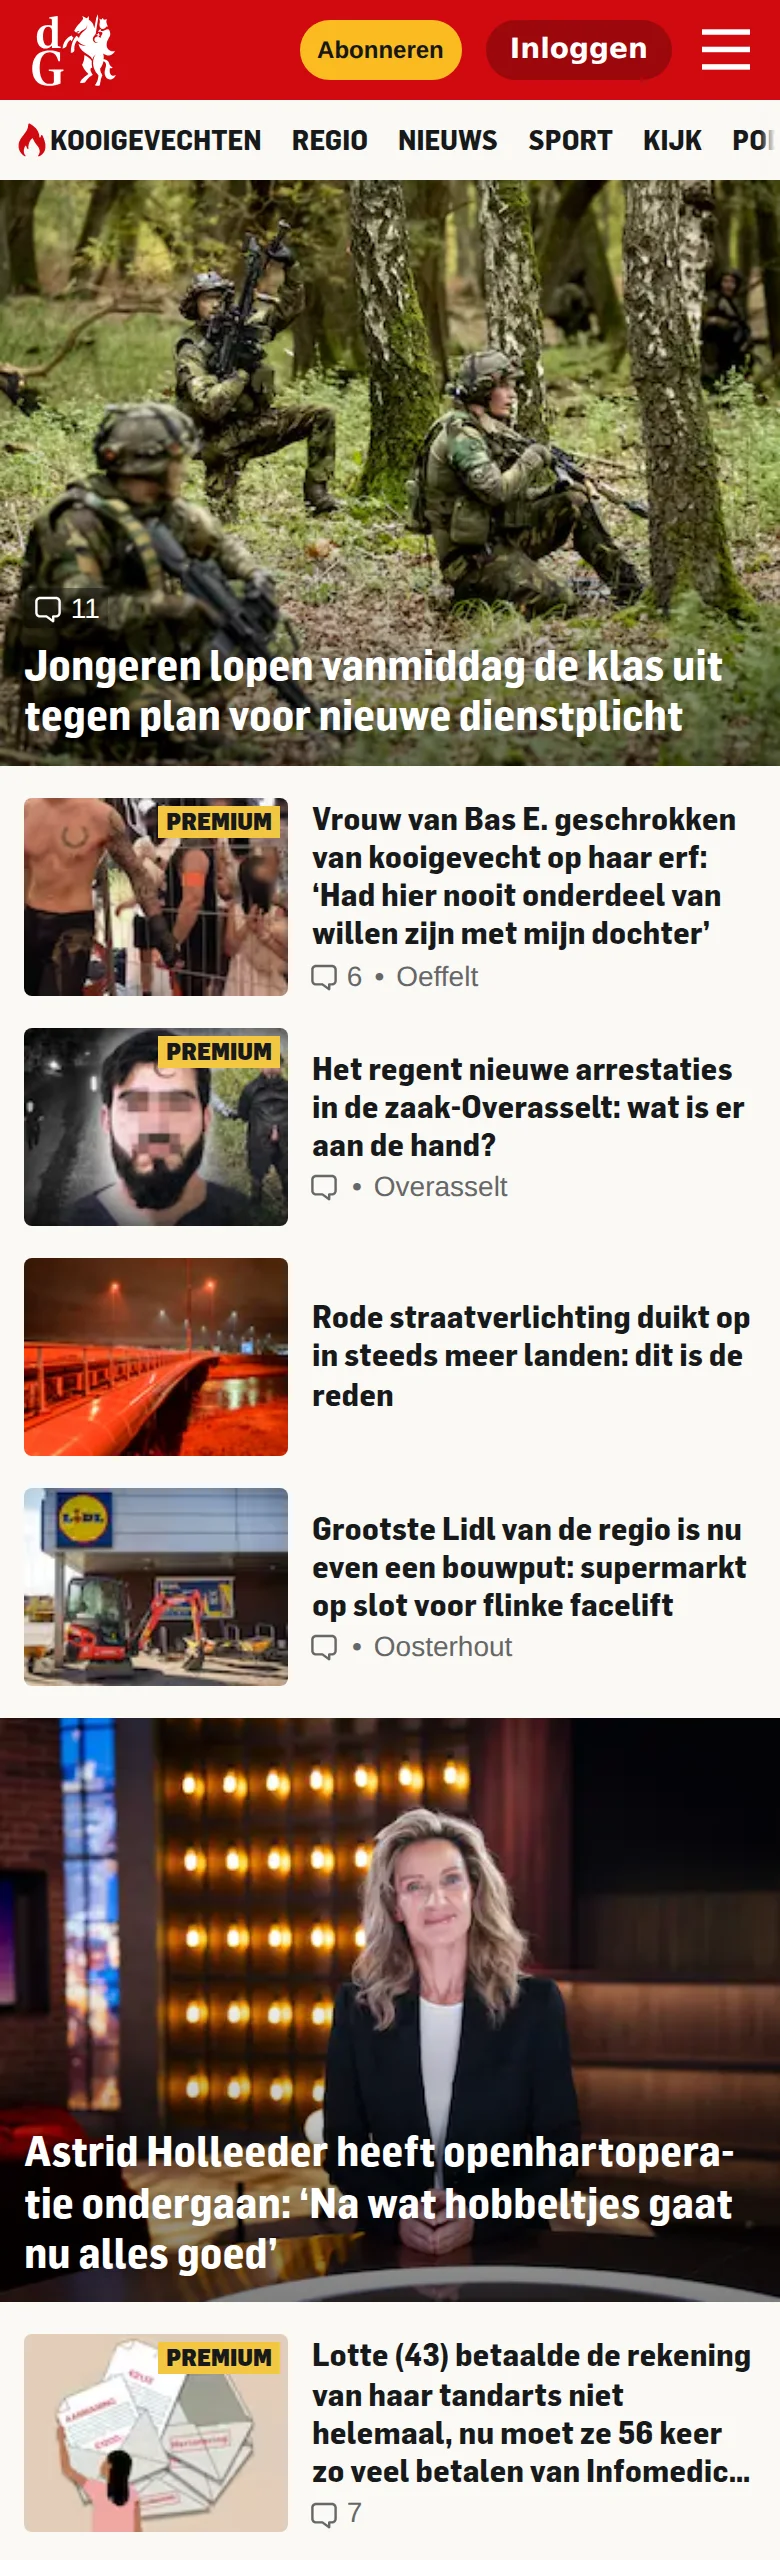 dG
Abonneren
Inloggen
KOOIGEVECHTEN REGIO NIEUWS SPORT KIJK
11
Jongeren lopen vanmiddag de klas uit
tegen plan voor nieuwe dienstplicht
PREMIUM
Vrouw van Bas E. geschrokken
van kooigevecht op haar erf:
‘Had hier nooit onderdeel van
willen zijn met mijn dochter’
6 • Oeffelt
PREMIUM
Het regent nieuwe arrestaties
in de zaak-Overasselt: wat is er
aan de hand?
• Overasselt
Rode straatverlichting duikt op
in steeds meer landen: dit is de
reden
LIDL
Grootste Lidl van de regio is nu
even een bouwput: supermarkt
op slot voor flinke facelift
• Oosterhout
Astrid Holleeder heeft openhartopera-
tie ondergaan: ‘Na wat hobbeltjes gaat
nu alles goed’
PREMIUM
AANMANING
Herinnering
Lotte (43) betaalde de rekening
van haar tandarts niet
helemaal, nu moet ze 56 keer
zo veel betalen van Infomedic...
7